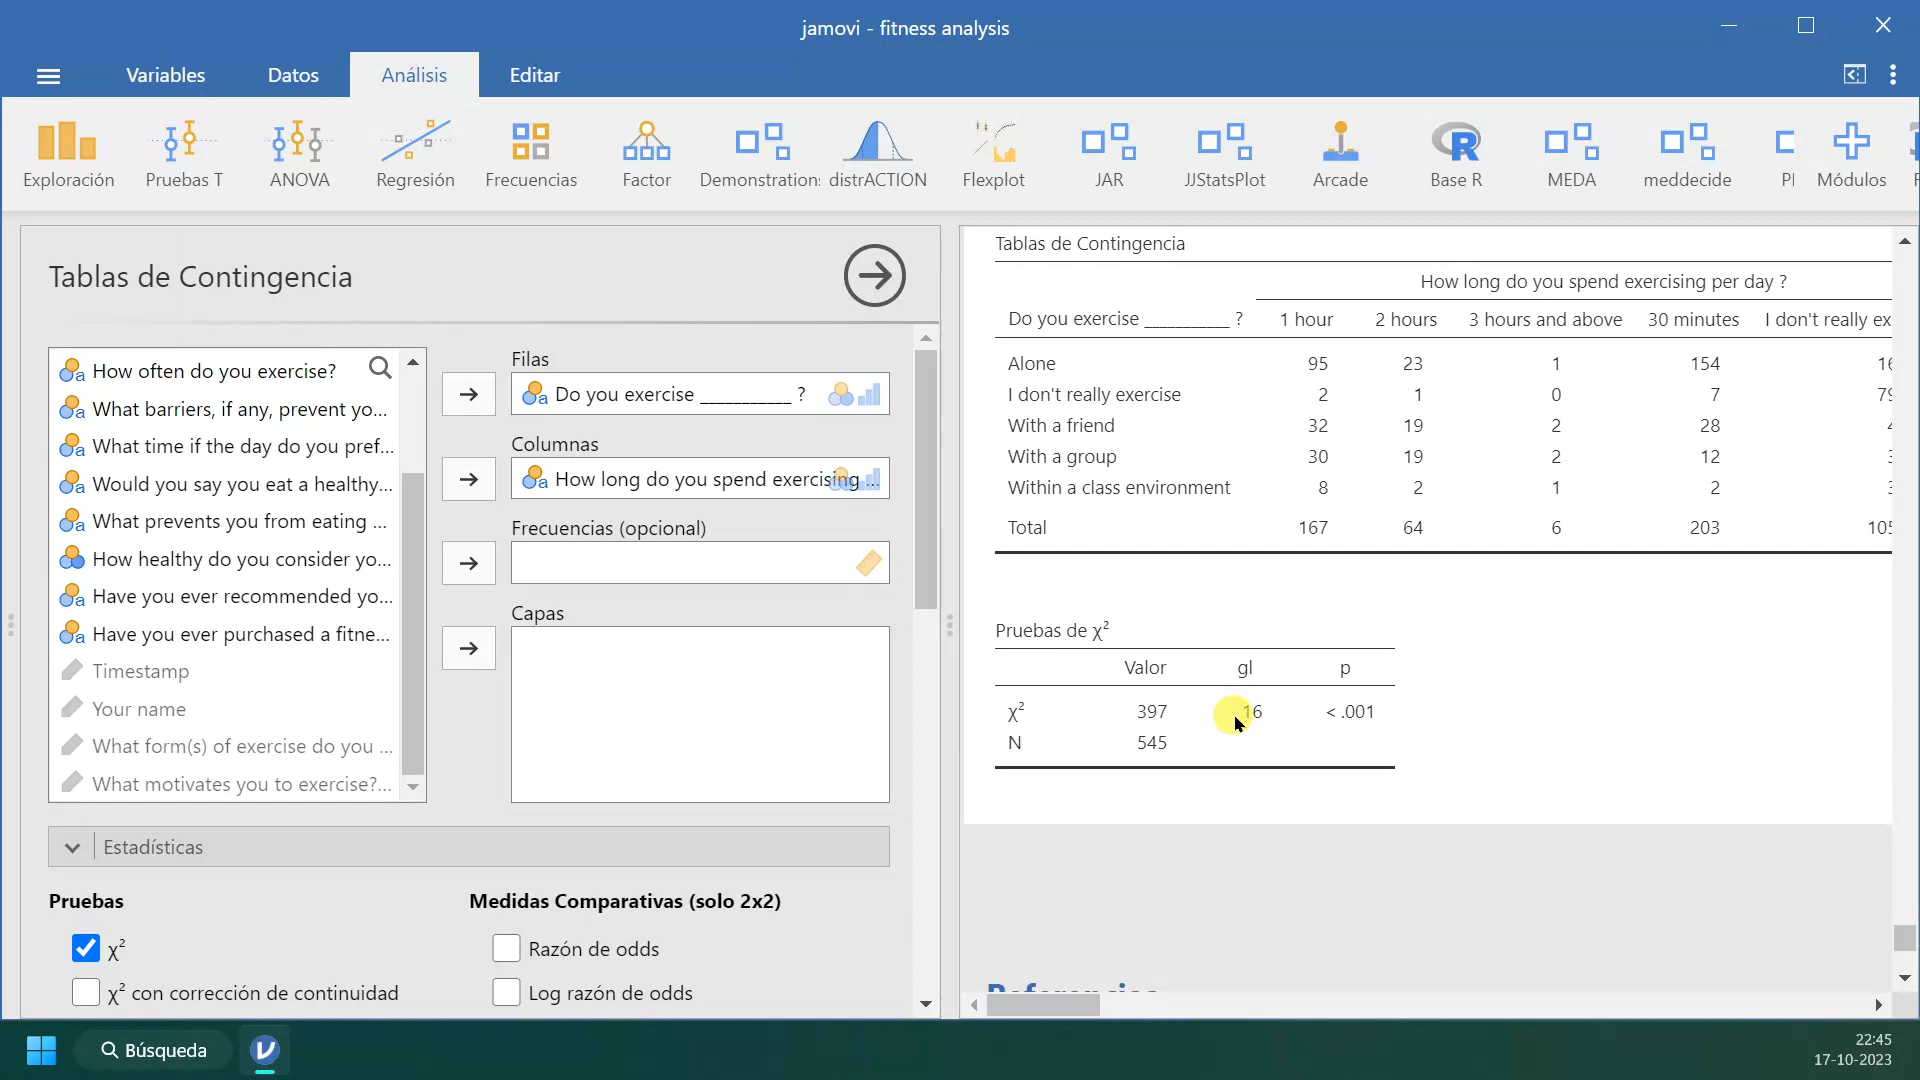 jamovi - fitness analysis
Variables Datos Análisis Editar
Exploración Pruebas T ANOVA Regresión Frecuencias Factor Demonstrations distrACTION Flexplot JAR JJStatsPlot Arcade Base R MEDA meddecide Módulos
Tablas de Contingencia
How often do you exercise?
What barriers, if any, prevent yo...
What time if the day do you pref...
Would you say you eat a healthy...
What prevents you from eating ...
How healthy do you consider yo...
Have you ever recommended yo...
Have you ever purchased a fitne...
Timestamp
Your name
What form(s) of exercise do you ...
What motivates you to exercise?...
Filas
Do you exercise ___________ ?
Columnas
How long do you spend exercising ...
Frecuencias (opcional)
Capas
Estadísticas
Pruebas
χ²
χ² con corrección de continuidad
Medidas Comparativas (solo 2x2)
Razón de odds
Log razón de odds
Tablas de Contingencia
How long do you spend exercising per day ?
Do you exercise ___________ ? 1 hour 2 hours 3 hours and above 30 minutes I don't really ex
Alone 95 23 1 154 16
I don't really exercise 2 1 0 7 79
With a friend 32 19 2 28
With a group 30 19 2 12
Within a class environment 8 2 1 2
Total 167 64 6 203 105
Pruebas de χ²
Valor gl p
χ² 397 16 < .001
N 545
Búsqueda
22:45
17-10-2023